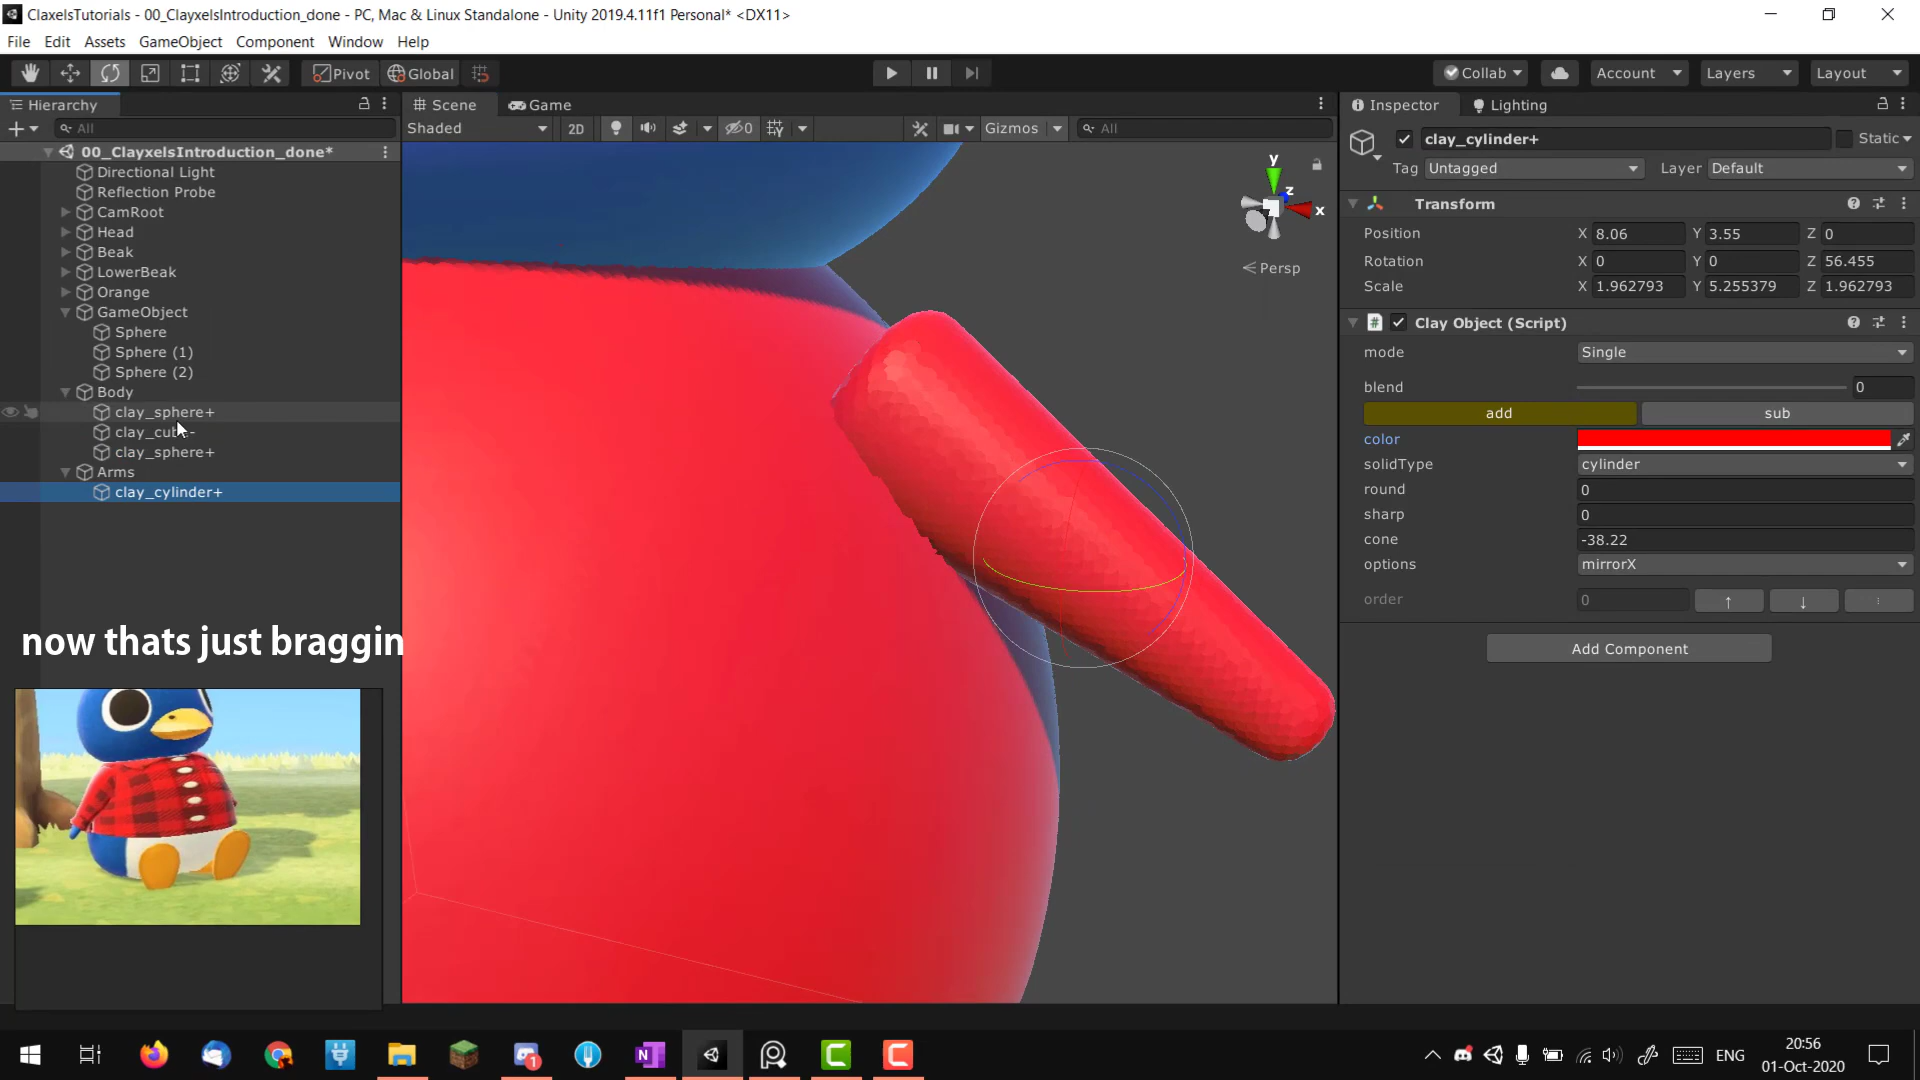 ClaxelsTutorials - 00_ClayxelsIntroduction_done - PC, Mac & Linux Standalone - Unity 2019.4.11f1 Personal* <DX11>
File Edit Assets GameObject Component Window Help
Pivot Global Collab Account Layers Layout
Hierarchy
All
00_ClayxelsIntroduction_done*
Directional Light
Reflection Probe
CamRoot
Head
Beak
LowerBeak
Orange
GameObject
Sphere
Sphere (1)
Sphere (2)
Body
clay_sphere+
clay_cu
clay_sphere+
Arms
clay_cylinder+
now thats just braggin
Scene Game
Shaded 2D 0 Gizmos All
y
z
x
Persp
Inspector Lighting
clay_cylinder+ Static
Tag Untagged Layer Default
Transform
Position X 8.06 Y 3.55 Z 0
Rotation X 0 Y 0 Z 56.455
Scale X 1.962793 Y 5.255379 Z 1.962793
# Clay Object (Script)
mode Single
blend 0
add sub
color
solidType cylinder
round 0
sharp 0
cone -38.22
options mirrorX
order 0 ↑ ↓
Add Component
1 N ENG
20:56
01-Oct-2020